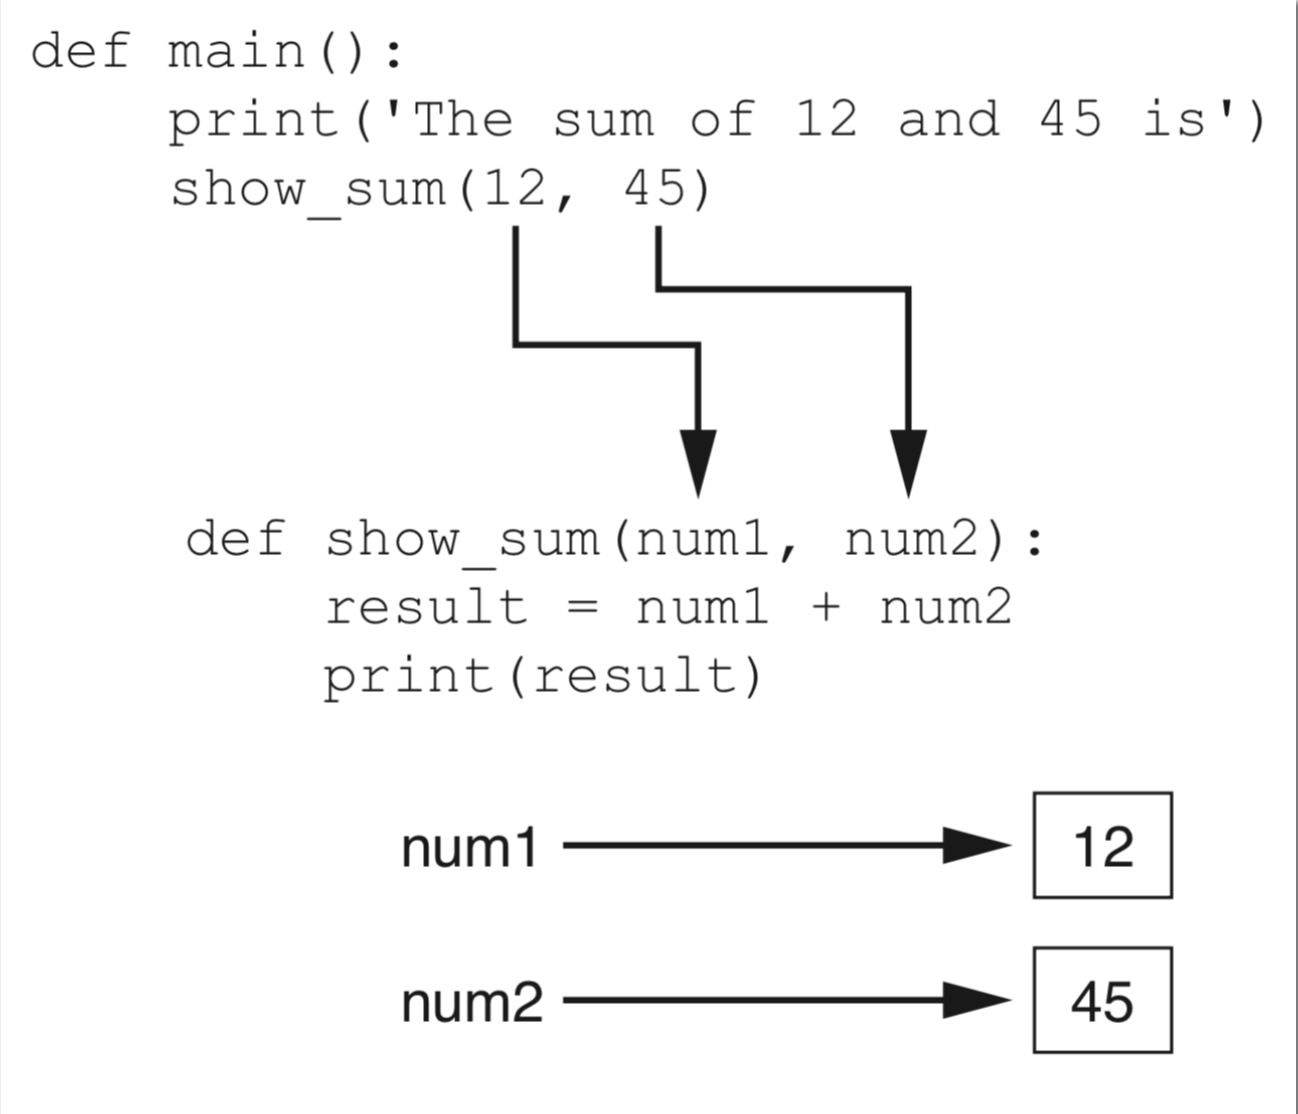 def main():
    print('The sum of 12 and 45 is')
    show_sum(12, 45)
def show_sum(num1, num2):
    result = num1 + num2
    print(result)
num1 12
num2 45